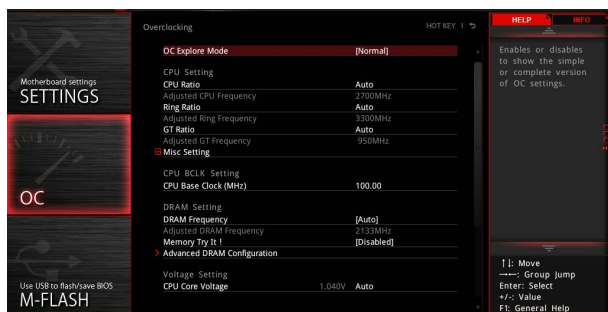 Overclocking
HOT KEY |
HELP
INFO
OC Explore Mode [Normal]
CPU Setting
CPU Ratio Auto
Adjusted CPU Frequency 2700MHz
Ring Ratio Auto
Adjusted Ring Frequency 3300MHz
GT Ratio Auto
Adjusted GT Frequency 950MHz
Misc Setting
CPU BCLK Setting
CPU Base Clock (MHz) 100.00
DRAM Setting
DRAM Frequency [Auto]
Adjusted DRAM Frequency 2133MHz
Memory Try It ! [Disabled]
Advanced DRAM Configuration
Voltage Setting
CPU Core Voltage 1.040V Auto
Motherboard settings
SETTINGS
OC
Use USB to flash/save BIOS
M-FLASH
Enables or disables
to show the simple
or complete version
of OC settings.
↑↓: Move
→←: Group Jump
Enter: Select
+/-: Value
F1: General Help